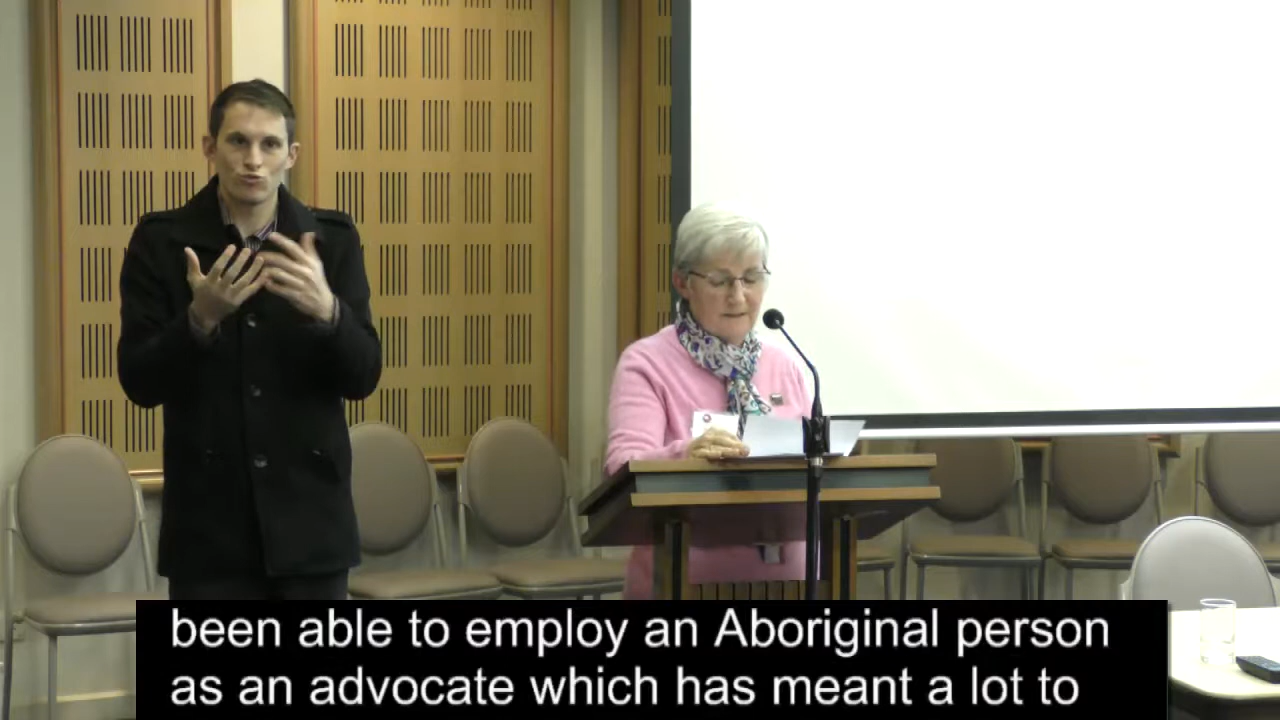 been able to employ an Aboriginal person
as an advocate which has meant a lot to